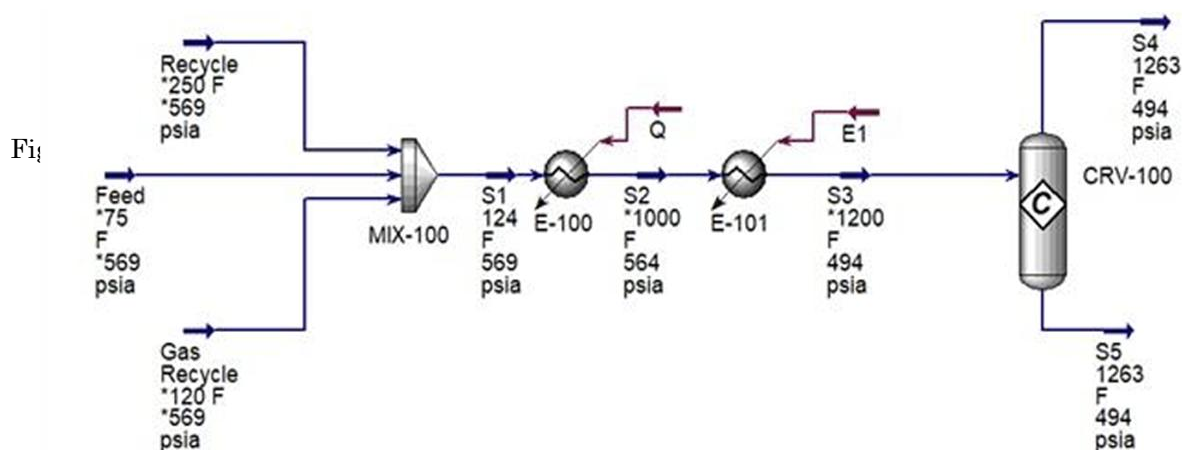 Recycle
*250 F
*569
psia
Feed
*75
F
*569
psia
Gas
Recycle
*120 F
*569
psia
MIX-100
S1
124
F
569
psia
Q
E-100
S2
*1000
F
564
psia
E1
E-101
S3
*1200
F
494
psia
CRV-100
C
S4
1263
F
494
psia
S5
1263
F
494
psia